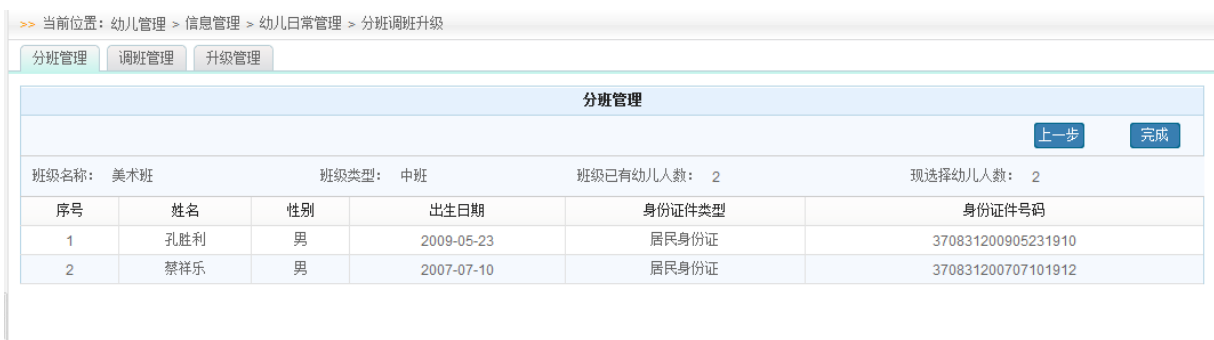 >> 当前位置：幼儿管理 > 信息管理 > 幼儿日常管理 > 分班调班升级
分班管理 调班管理 升级管理
分班管理
上一步 完成
班级名称： 美术班 班级类型： 中班 班级已有幼儿人数： 2 现选择幼儿人数： 2
序号 姓名 性别 出生日期 身份证件类型 身份证件号码
1 孔胜利 男 2009-05-23 居民身份证 370831200905231910
2 蔡祥乐 男 2007-07-10 居民身份证 370831200707101912